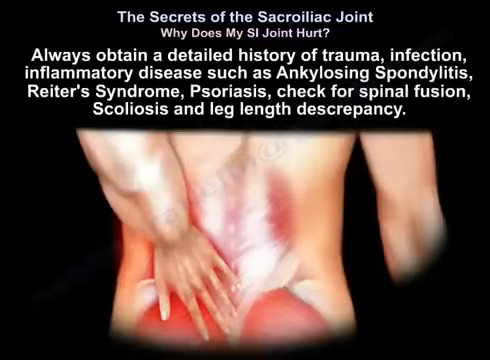 The Secrets of the Sacroiliac Joint
Why Does My SI Joint Hurt?
Always obtain a detailed history of trauma, infection,
inflammatory disease such as Ankylosing Spondylitis,
Reiter's Syndrome, Psoriasis, check for spinal fusion,
Scoliosis and leg length descrepancy.